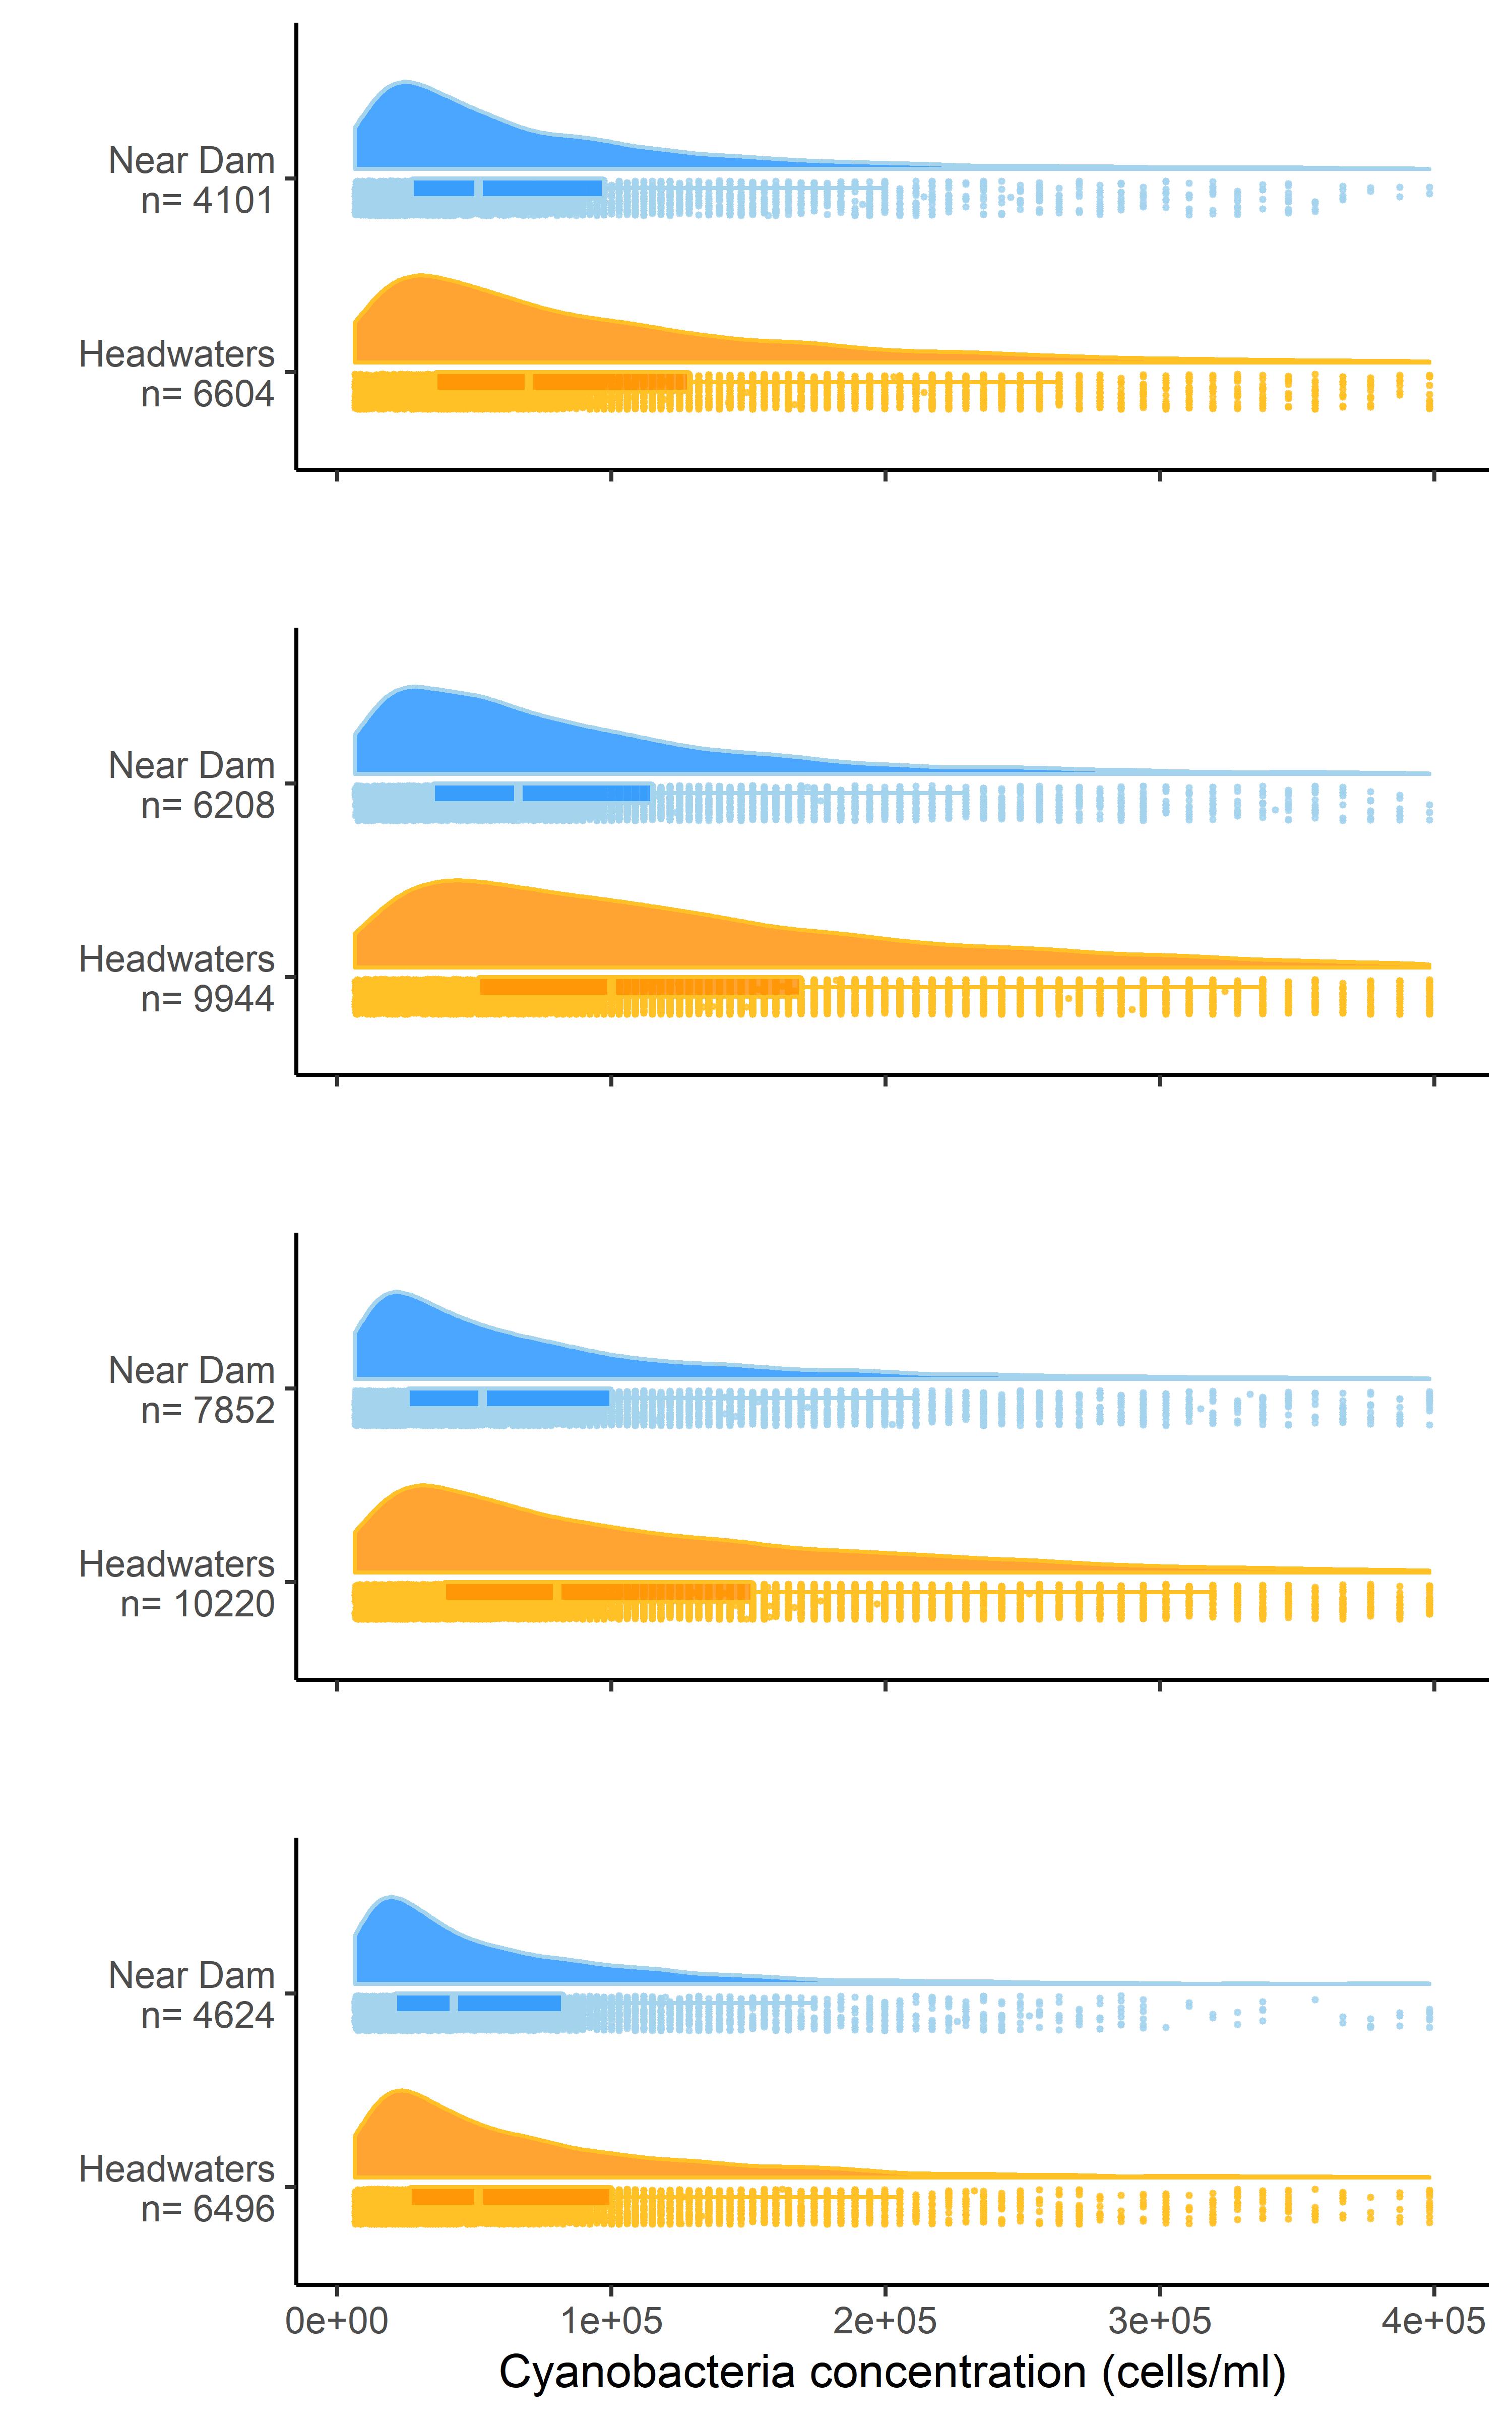 Near Dam
n= 4101
Headwaters
n= 6604
Near Dam
n= 6208
Headwaters
n= 9944
Near Dam
n= 7852
Headwaters
n= 10220
Near Dam
n= 4624
Headwaters
n= 6496
0e+00 1e+05 2e+05 3e+05 4e+05
Cyanobacteria concentration (cells/ml)